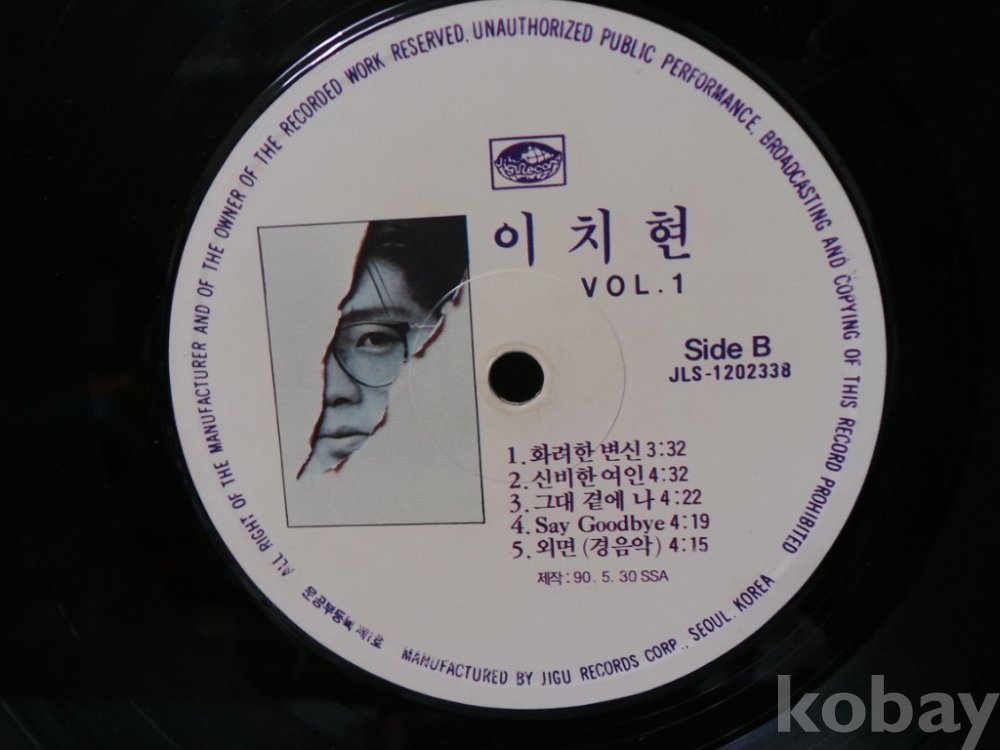 ALL RIGHT OF THE MANUFACTURER AND OF THE OWNER OF THE RECORDED WORK RESERVED. UNAUTHORIZED PUBLIC PERFORMANCE, BROADCASTING AND COPYING OF THIS RECORD PROHIBITED
이 치 현
VOL.1
Side B
JLS-1202338
1. 화려한 변신 3:32
2. 신비한 여인 4:32
3. 그대 곁에 나 4:22
4. Say Goodbye 4:19
5. 외면 (경음악) 4:15
제작: 90. 5. 30 SSA
MANUFACTURED BY JIGU RECORDS CORP., SEOUL. KOREA
kobay